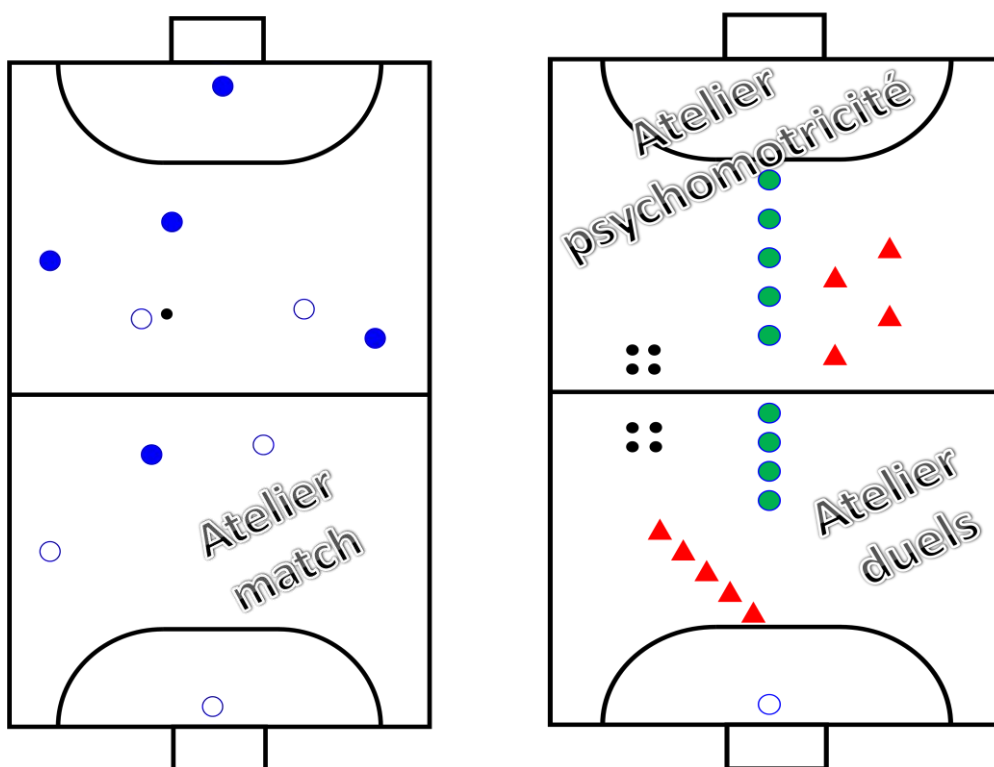 Atelier
match
Atelier
psychomotricité
Atelier
duels